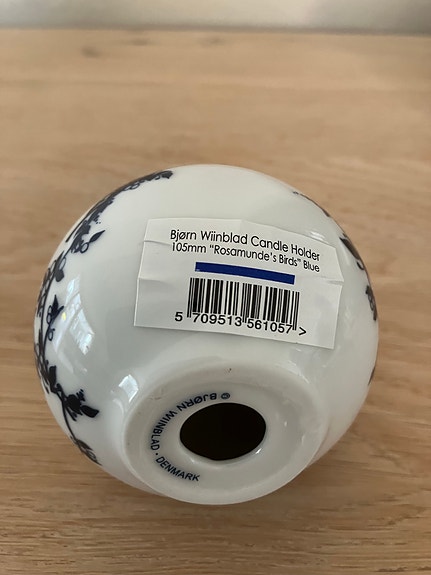 Bjørn Wiinblad Candle Holder
105mm "Rosamunde's Birds" Blue
5 709513 561057 >
© BJØRN WIINBLAD · DENMARK